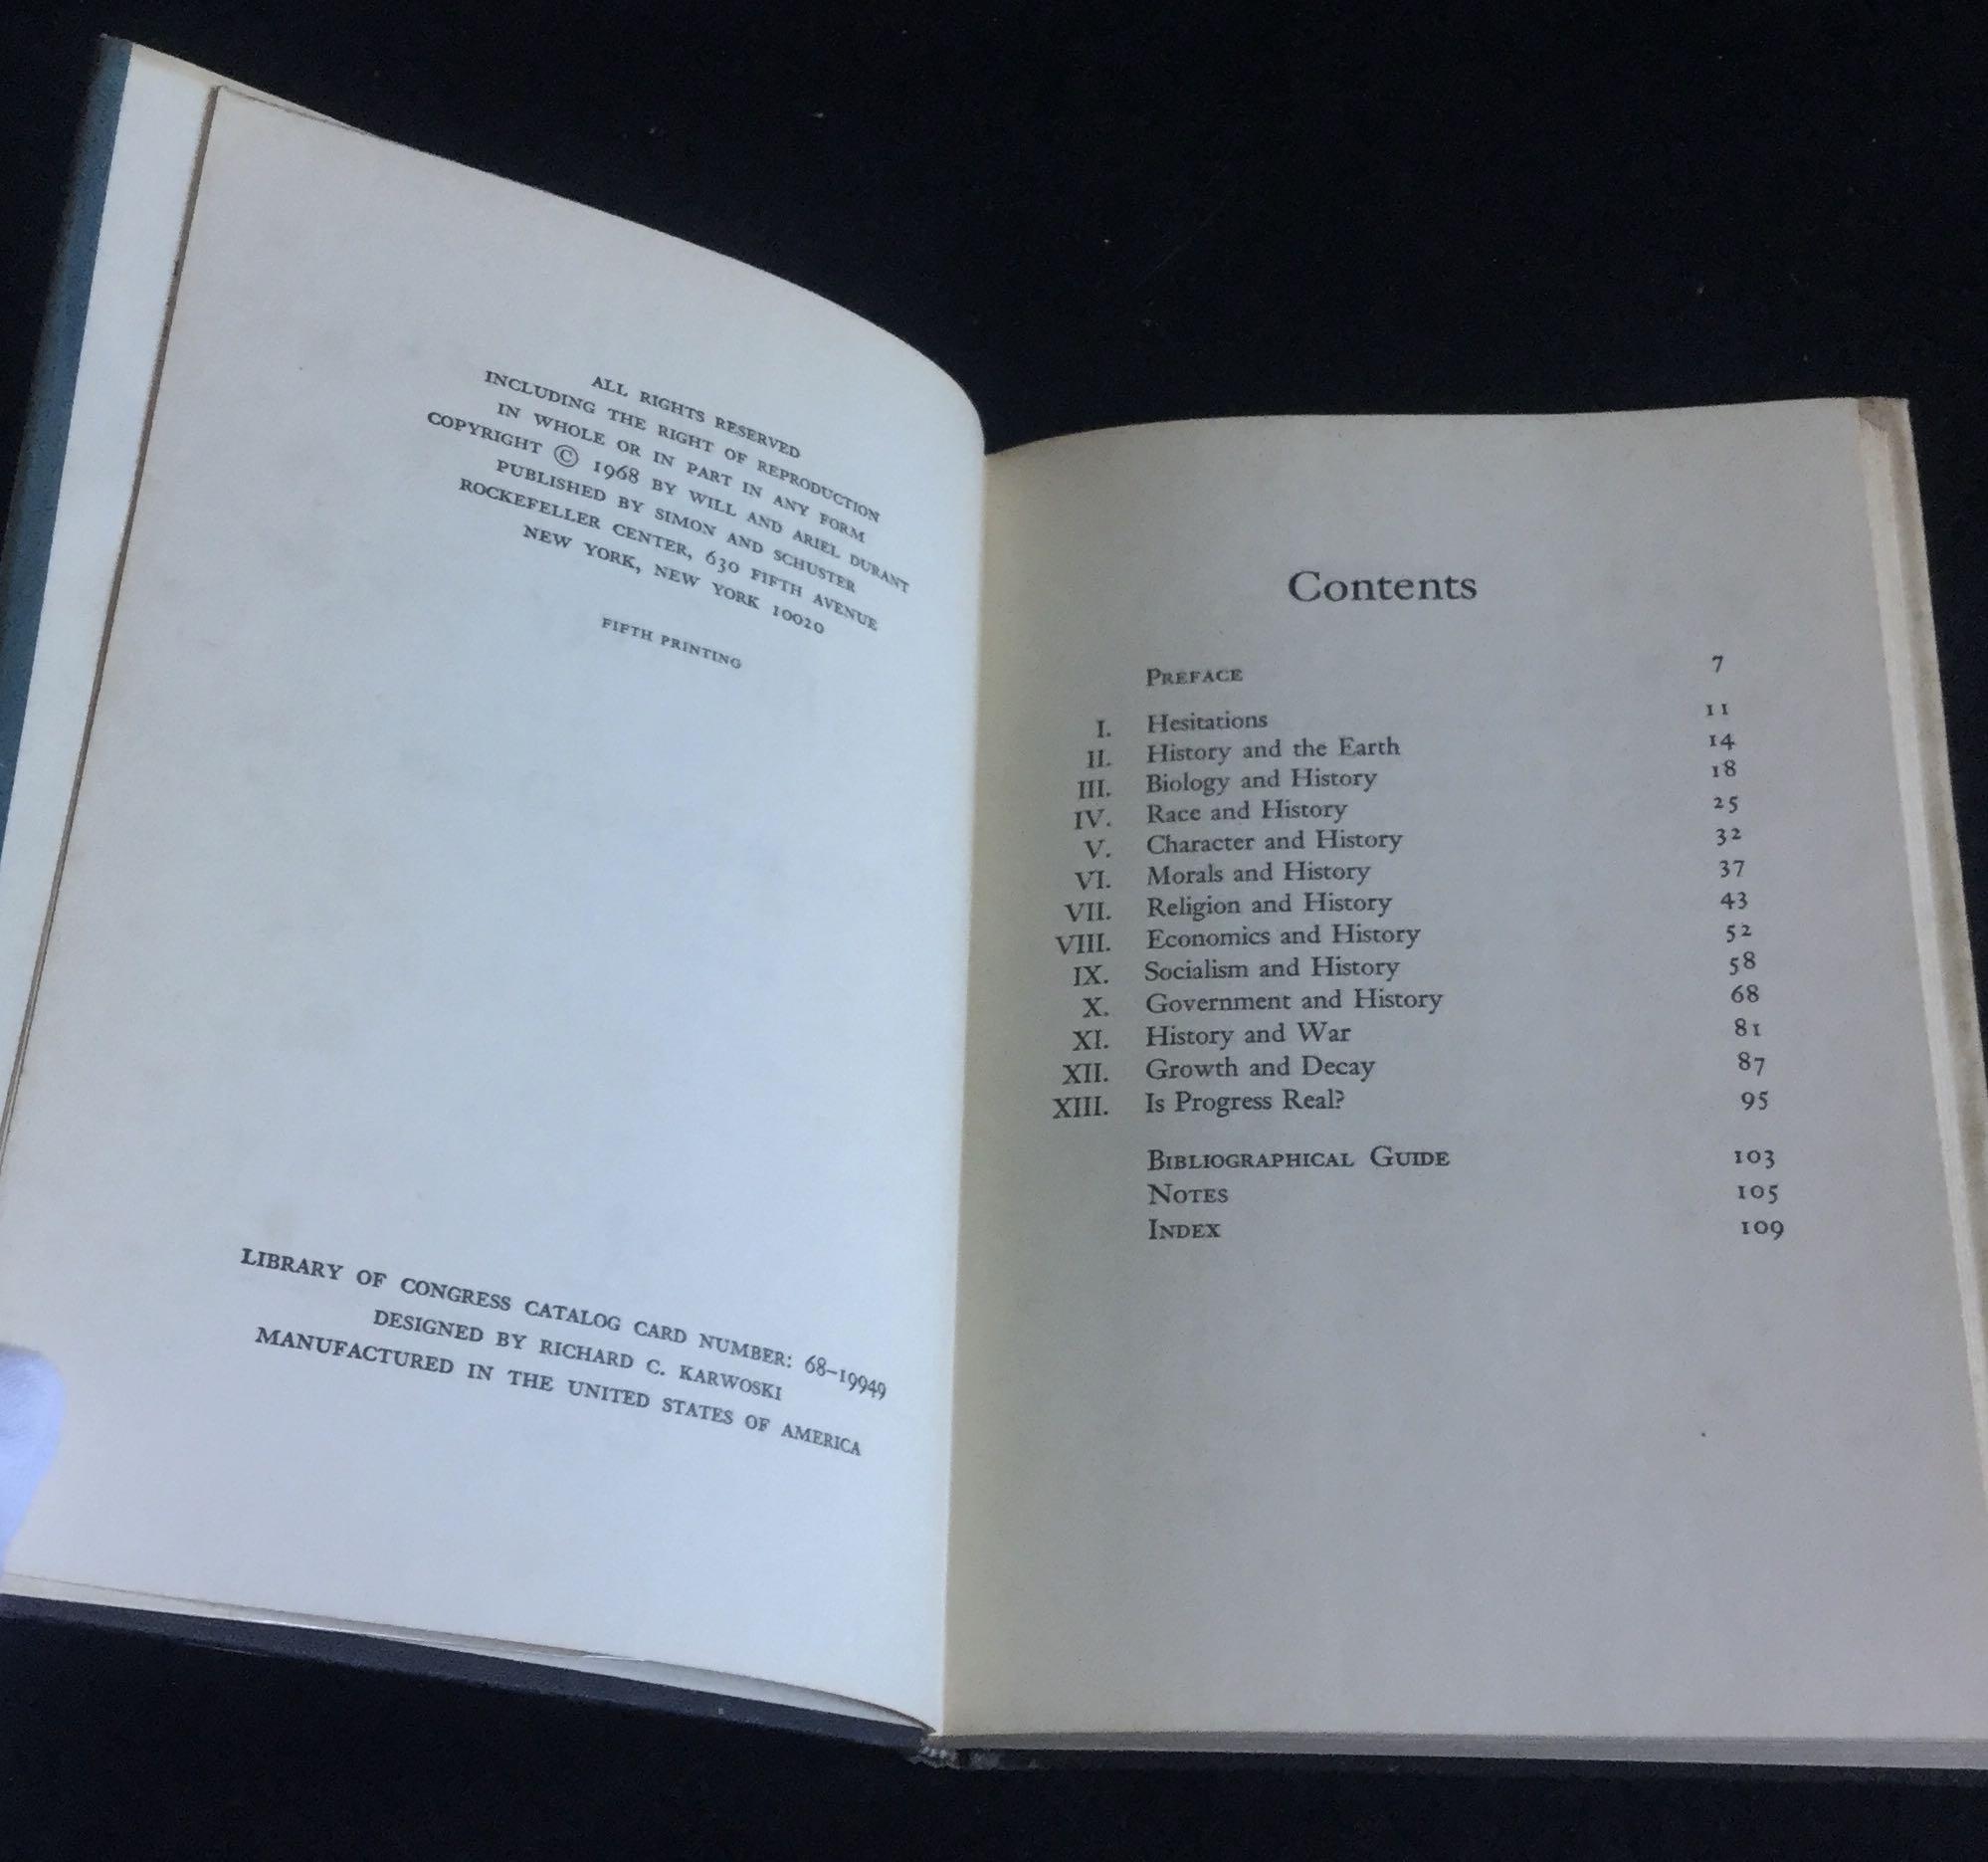 ALL RIGHTS RESERVED
INCLUDING THE RIGHT OF REPRODUCTION
IN WHOLE OR IN PART IN ANY FORM
COPYRIGHT © 1968 BY WILL AND ARIEL DURANT
PUBLISHED BY SIMON AND SCHUSTER
ROCKEFELLER CENTER, 630 FIFTH AVENUE
NEW YORK, NEW YORK 10020
FIFTH PRINTING
LIBRARY OF CONGRESS CATALOG CARD NUMBER: 68-19949
DESIGNED BY RICHARD C. KARWOSKI
MANUFACTURED IN THE UNITED STATES OF AMERICA
Contents
PREFACE 7
I. Hesitations 11
II. History and the Earth 14
III. Biology and History 18
IV. Race and History 25
V. Character and History 32
VI. Morals and History 37
VII. Religion and History 43
VIII. Economics and History 52
IX. Socialism and History 58
X. Government and History 68
XI. History and War 81
XII. Growth and Decay 87
XIII. Is Progress Real? 95
BIBLIOGRAPHICAL GUIDE 103
NOTES 105
INDEX 109